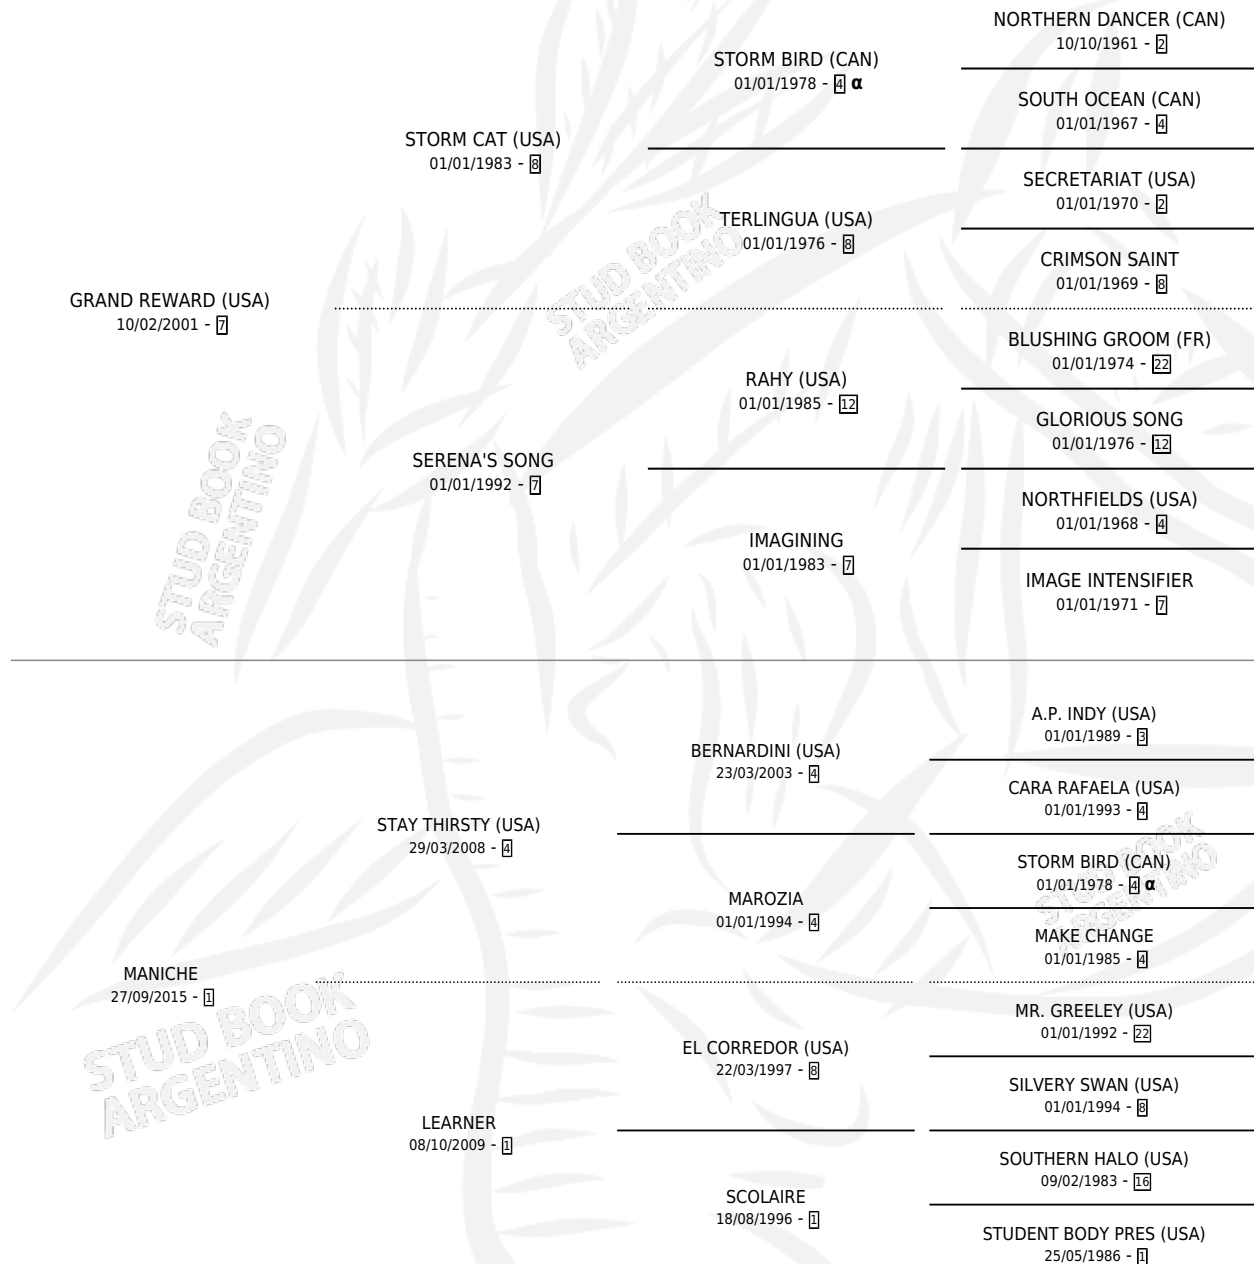 NORTHERN DANCER (CAN)
10/10/1961 - 2
STORM BIRD (CAN)
01/01/1978 - 4 α
SOUTH OCEAN (CAN)
01/01/1967 - 4
STORM CAT (USA)
01/01/1983 - 8
SECRETARIAT (USA)
01/01/1970 - 2
TERLINGUA (USA)
01/01/1976 - 8
CRIMSON SAINT
01/01/1969 - 8
GRAND REWARD (USA)
10/02/2001 - 7
BLUSHING GROOM (FR)
01/01/1974 - 22
RAHY (USA)
01/01/1985 - 12
GLORIOUS SONG
01/01/1976 - 12
SERENA'S SONG
01/01/1992 - 7
NORTHFIELDS (USA)
01/01/1968 - 4
IMAGINING
01/01/1983 - 7
IMAGE INTENSIFIER
01/01/1971 - 7
A.P. INDY (USA)
01/01/1989 - 3
BERNARDINI (USA)
23/03/2003 - 4
CARA RAFAELA (USA)
01/01/1993 - 4
STAY THIRSTY (USA)
29/03/2008 - 4
STORM BIRD (CAN)
01/01/1978 - 4 α
MAROZIA
01/01/1994 - 4
MAKE CHANGE
01/01/1985 - 4
MANICHE
27/09/2015 - 1
MR. GREELEY (USA)
01/01/1992 - 22
EL CORREDOR (USA)
22/03/1997 - 8
SILVERY SWAN (USA)
01/01/1994 - 8
LEARNER
08/10/2009 - 1
SOUTHERN HALO (USA)
09/02/1983 - 16
SCOLAIRE
18/08/1996 - 1
STUDENT BODY PRES (USA)
25/05/1986 - 1
STUD BOOK
ARGENTINO
STUD BOOK
ARGENTINO
STUD BOOK
ARGENTINO
STUD BOOK
ARGENTINO